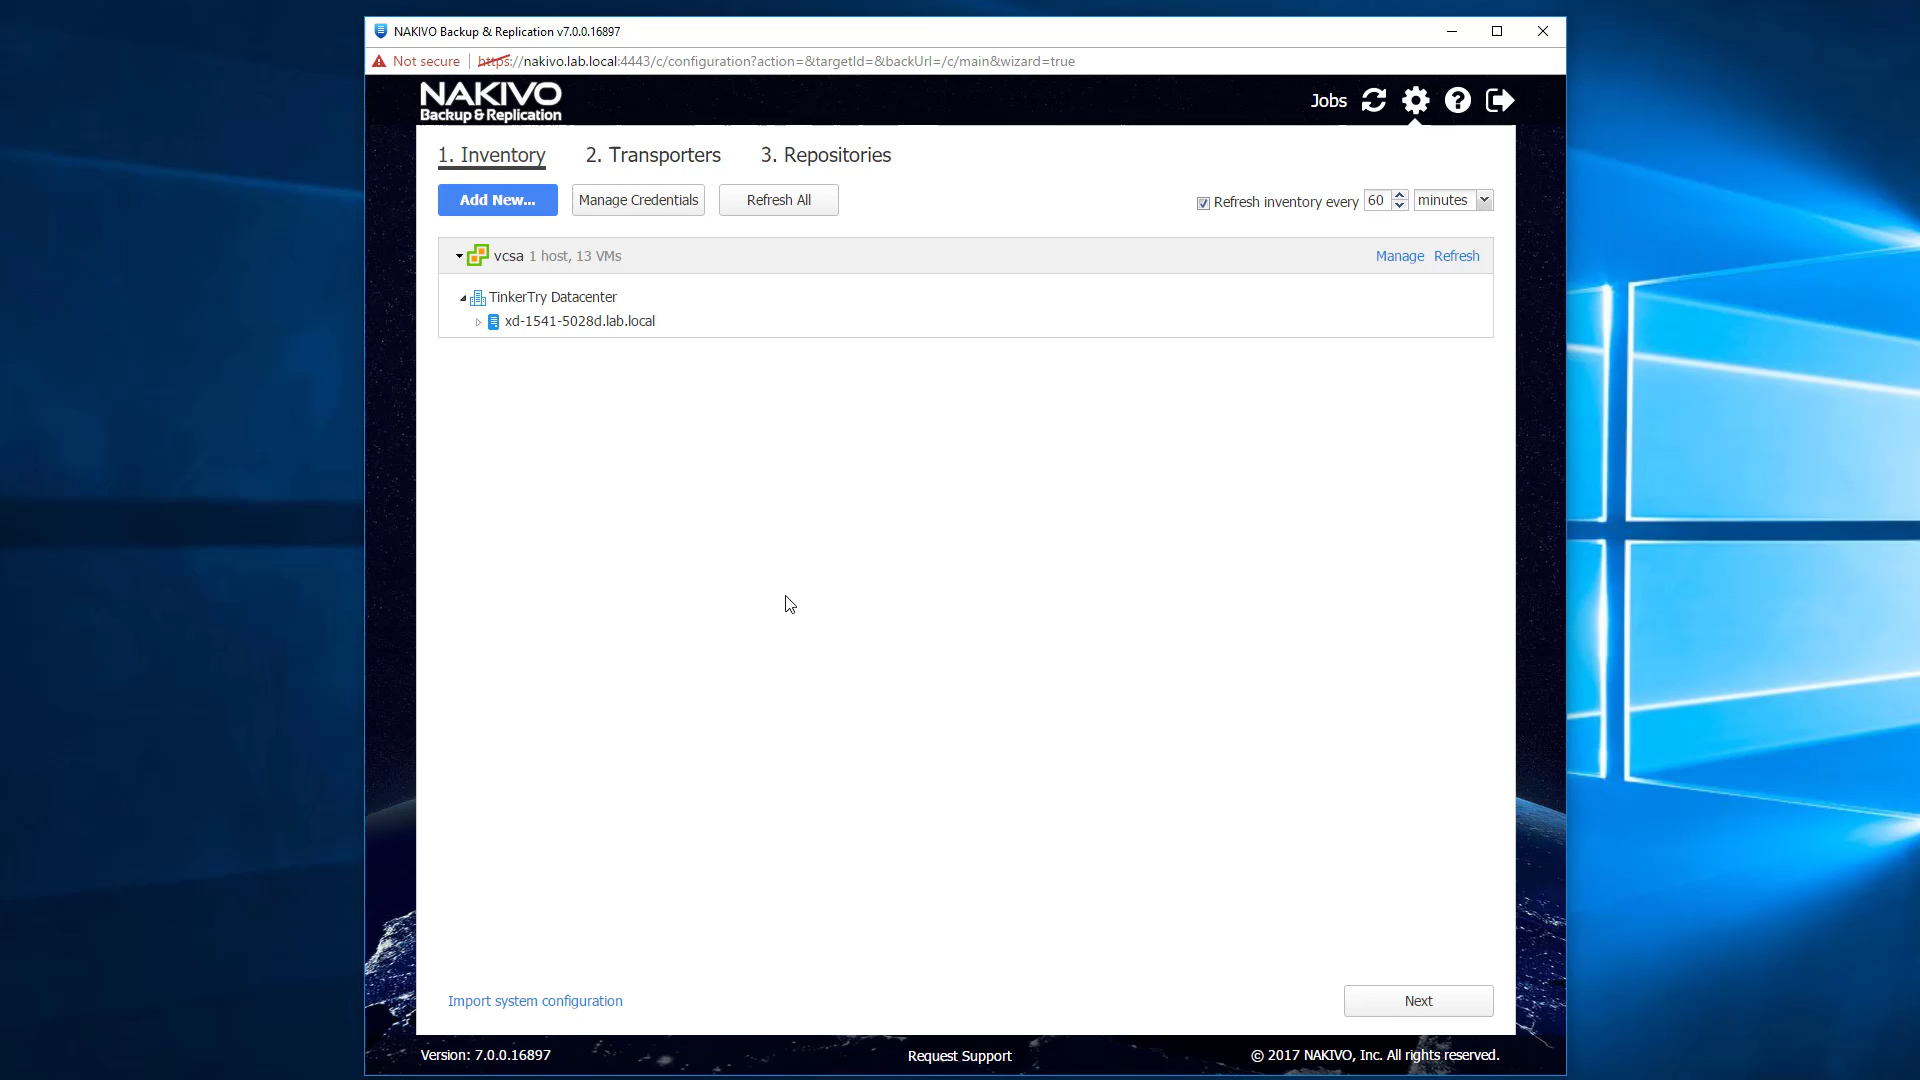 NAKIVO Backup & Replication v7.0.0.16897
Not secure https://nakivo.lab.local:4443/c/configuration?action=&targetId=&backUrl=/c/main&wizard=true
NAKIVO
Backup & Replication
Jobs
1. Inventory 2. Transporters 3. Repositories
Add New... Manage Credentials Refresh All Refresh inventory every 60 minutes
vcsa 1 host, 13 VMs Manage Refresh
TinkerTry Datacenter
xd-1541-5028d.lab.local
Import system configuration Next
Version: 7.0.0.16897 Request Support © 2017 NAKIVO, Inc. All rights reserved.